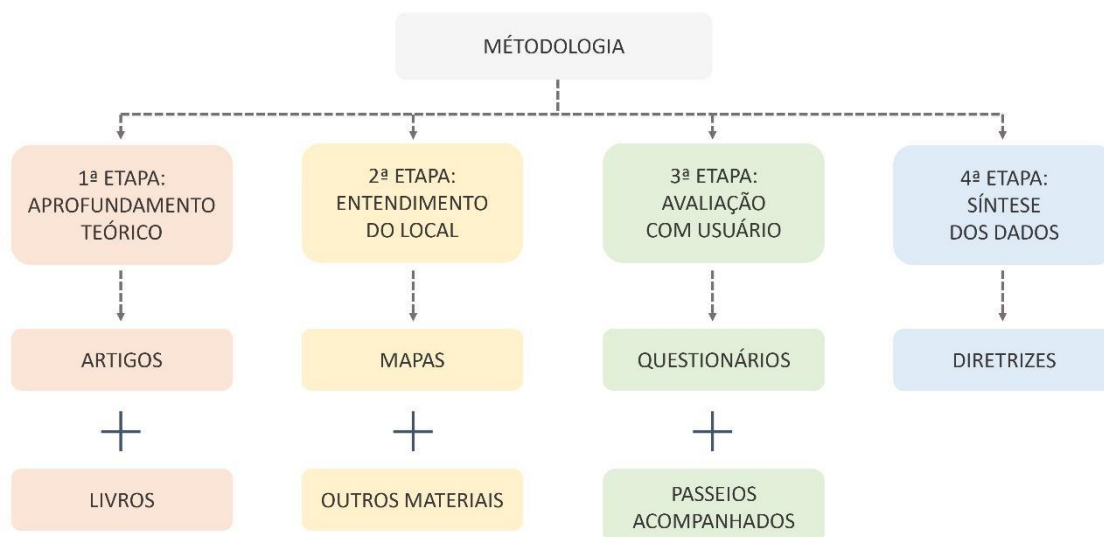 MÉTODOLOGIA
1ª ETAPA:
APROFUNDAMENTO
TEÓRICO
2ª ETAPA:
ENTENDIMENTO
DO LOCAL
3ª ETAPA:
AVALIAÇÃO
COM USUÁRIO
4ª ETAPA:
SÍNTESE
DOS DADOS
ARTIGOS
MAPAS
QUESTIONÁRIOS
DIRETRIZES
LIVROS
OUTROS MATERIAIS
PASSEIOS
ACOMPANHADOS